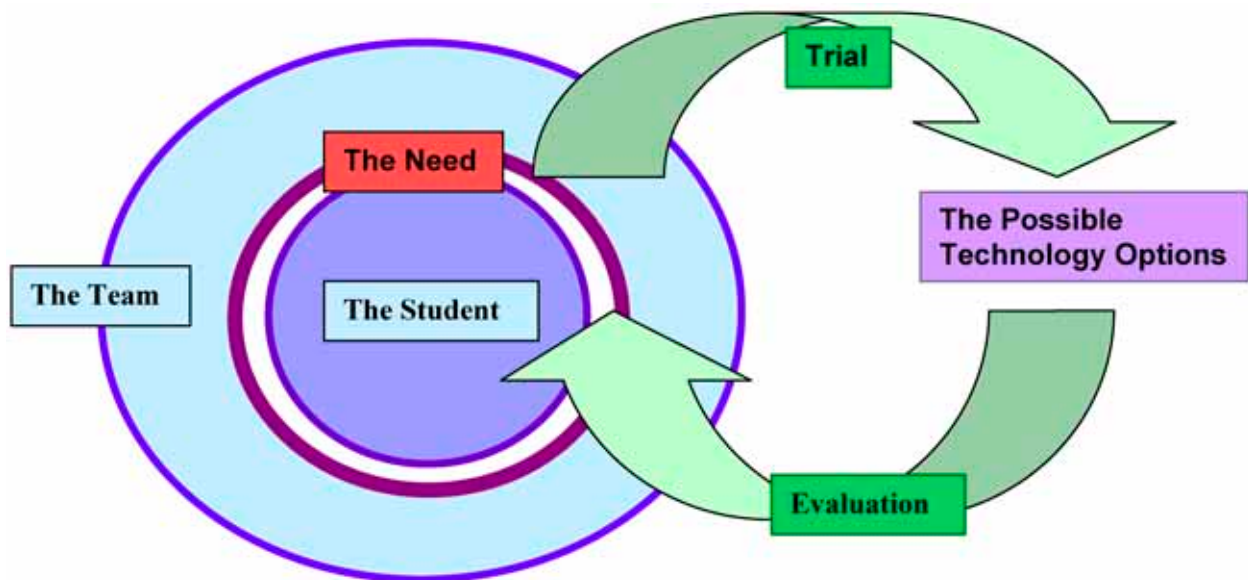 Trial
The Need
The Possible
Technology Options
The Team
The Student
Evaluation